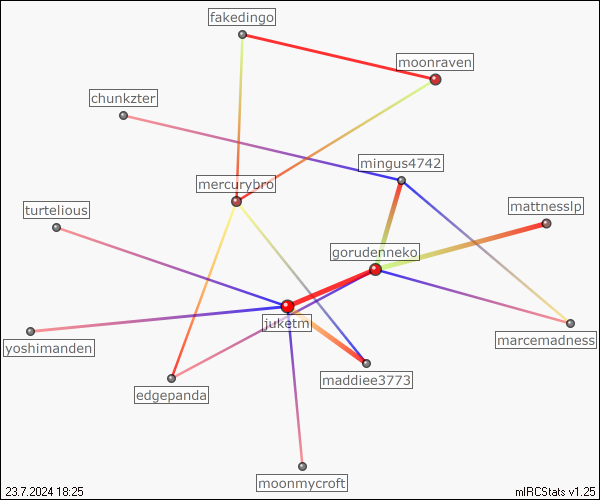 fakedingo
moonraven
chunkzter
mingus4742
mercurybro
turtelious
mattnesslp
gorudenneko
juketm
yoshimanden
marcemadness
maddiee3773
edgepanda
moonmycroft
23.7.2024 18:25
mIRCStats v1.25